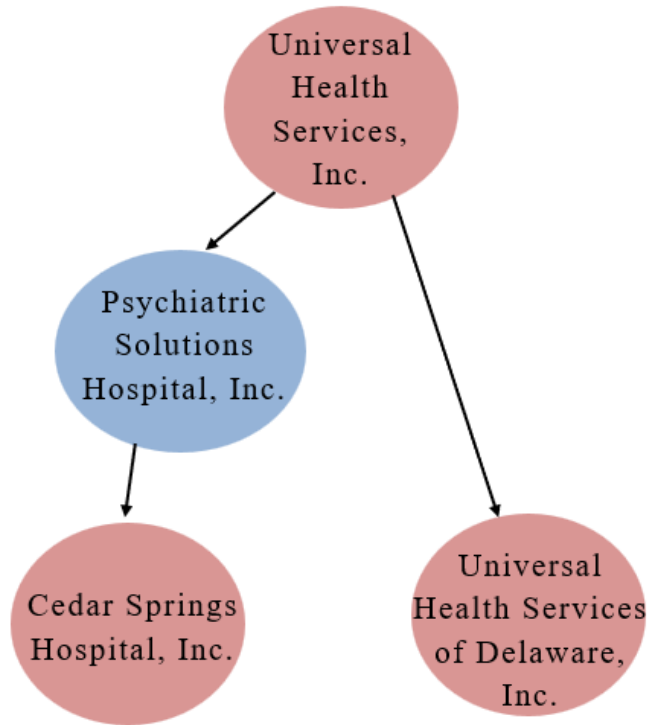 Universal
Health
Services,
Inc.
Psychiatric
Solutions
Hospital, Inc.
Cedar Springs
Hospital, Inc.
Universal
Health Services
of Delaware,
Inc.